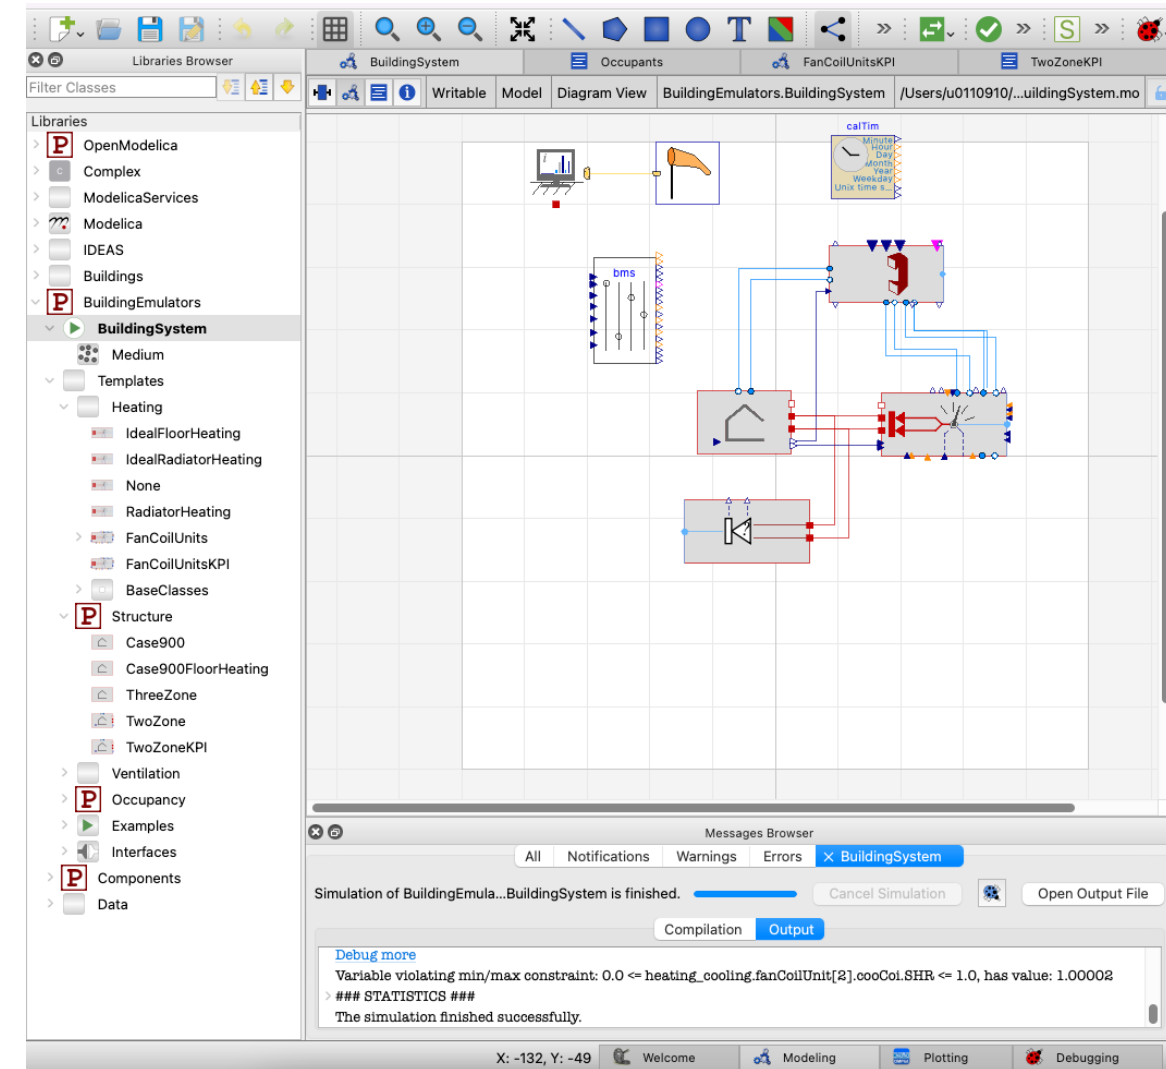 T
S
Libraries Browser
BuildingSystem
Occupants
FanCoilUnitsKPI
TwoZoneKPI
Filter Classes
Writable
Model
Diagram View
BuildingEmulators.BuildingSystem
/Users/u0110910/...uildingSystem.mo
Libraries
P OpenModelica
C Complex
ModelicaServices
Modelica
IDEAS
Buildings
P BuildingEmulators
BuildingSystem
Medium
Templates
Heating
IdealFloorHeating
IdealRadiatorHeating
None
RadiatorHeating
FanCoilUnits
FanCoilUnitsKPI
BaseClasses
P Structure
Case900
Case900FloorHeating
ThreeZone
TwoZone
TwoZoneKPI
Ventilation
P Occupancy
Examples
Interfaces
P Components
Data
calTim
Minute
Hour
Day
Month
Year
Weekday
Unix time s...
i
bms
?
Messages Browser
All
Notifications
Warnings
Errors
X BuildingSystem
Simulation of BuildingEmula...BuildingSystem is finished.
Cancel Simulation
Open Output File
Compilation
Output
Debug more
Variable violating min/max constraint: 0.0 <= heating_cooling.fanCoilUnit[2].cooCoi.SHR <= 1.0, has value: 1.00002
### STATISTICS ###
The simulation finished successfully.
X: -132, Y: -49
Welcome
Modeling
Plotting
Debugging